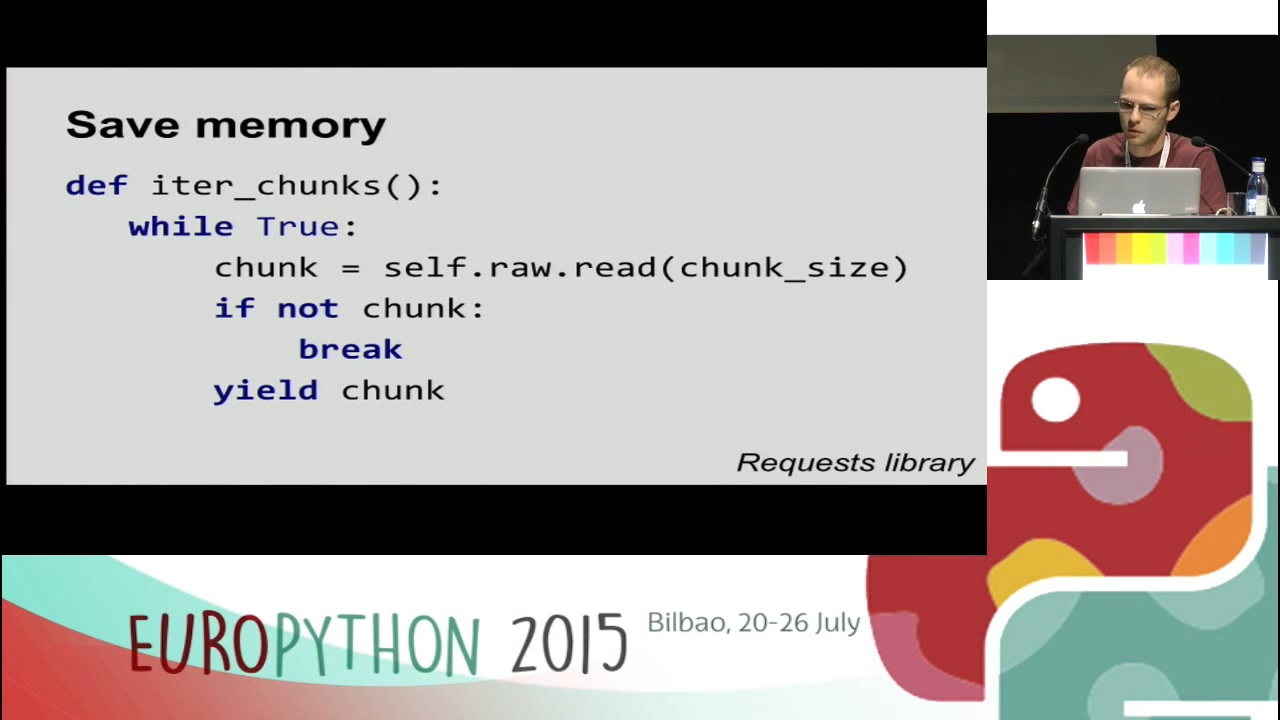 Save memory
def iter_chunks():
while True:
chunk = self.raw.read(chunk_size)
if not chunk:
break
yield chunk
Requests library
EUROPYTHON 2015
Bilbao, 20-26 July